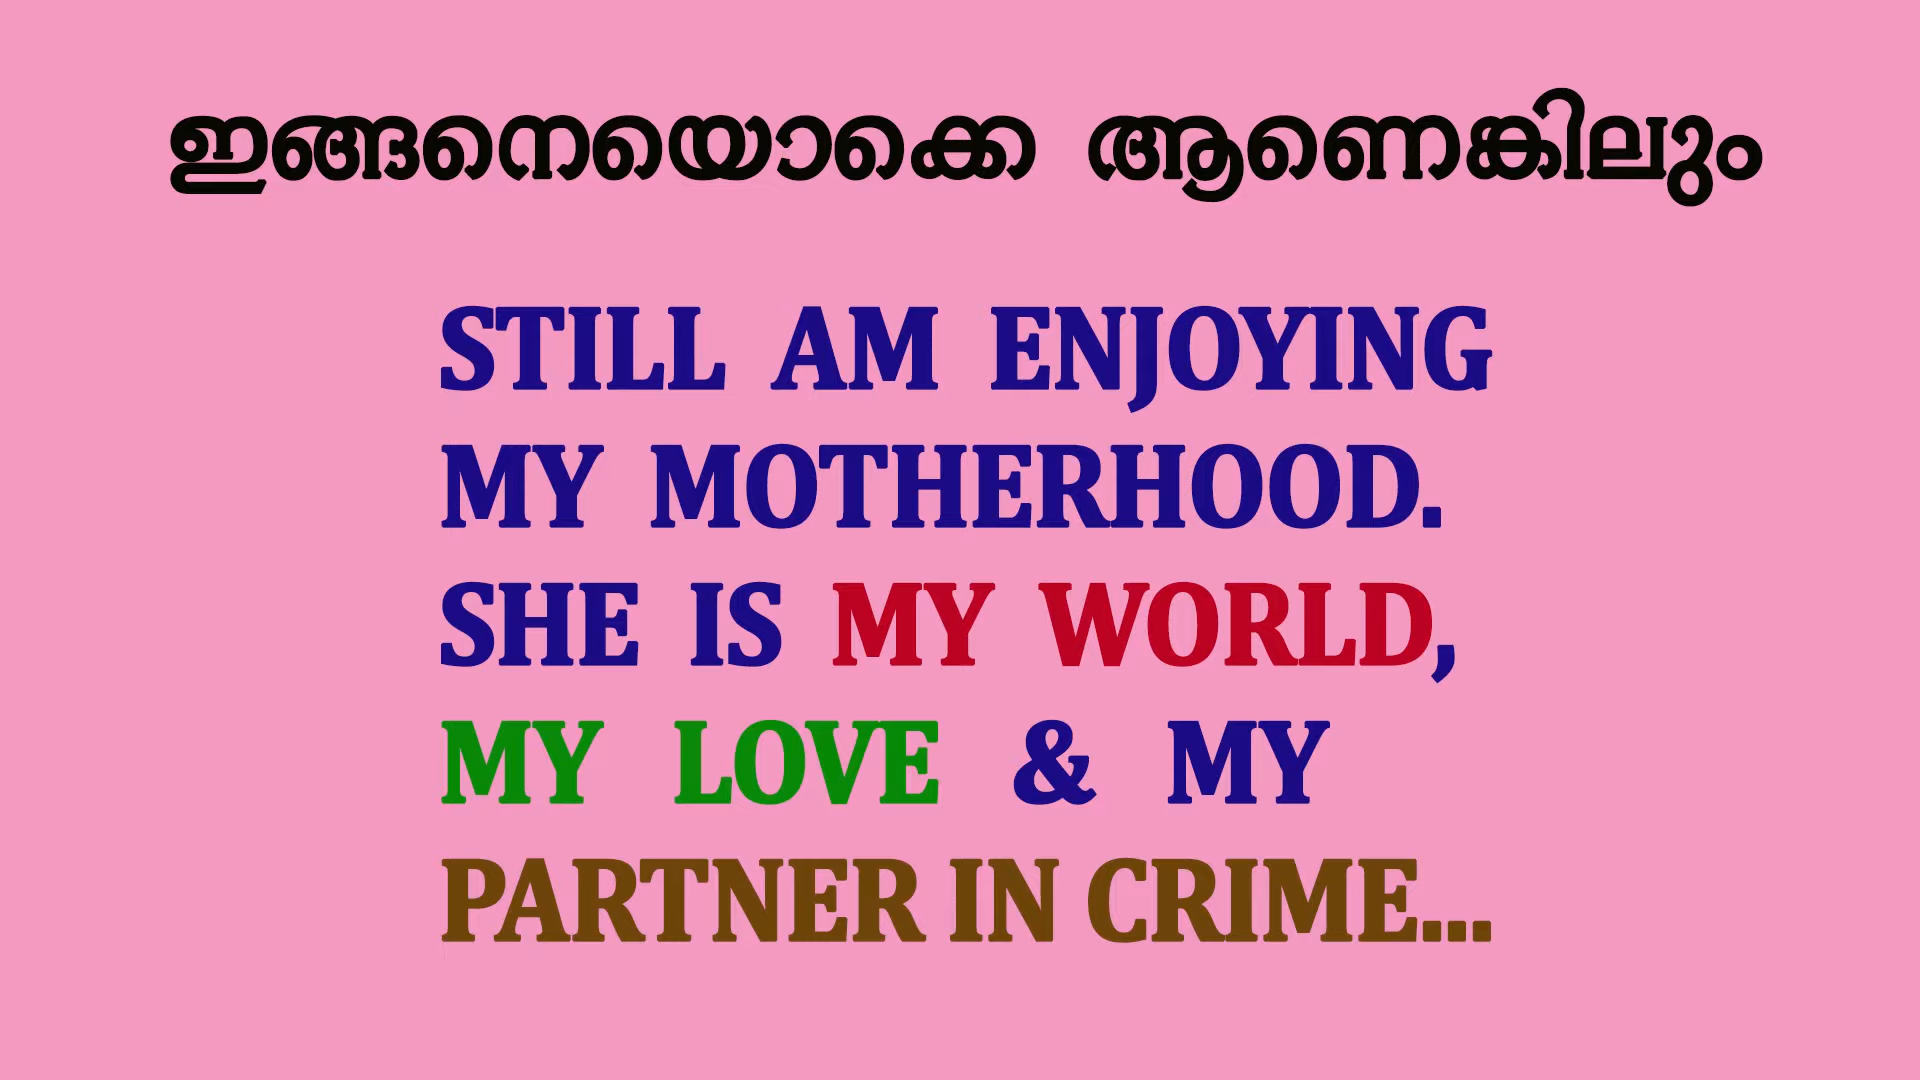 ഇങ്ങനെയൊക്കെ ആണെങ്കിലും
STILL AM ENJOYING
MY MOTHERHOOD.
SHE IS MY WORLD,
MY LOVE & MY
PARTNER IN CRIME...